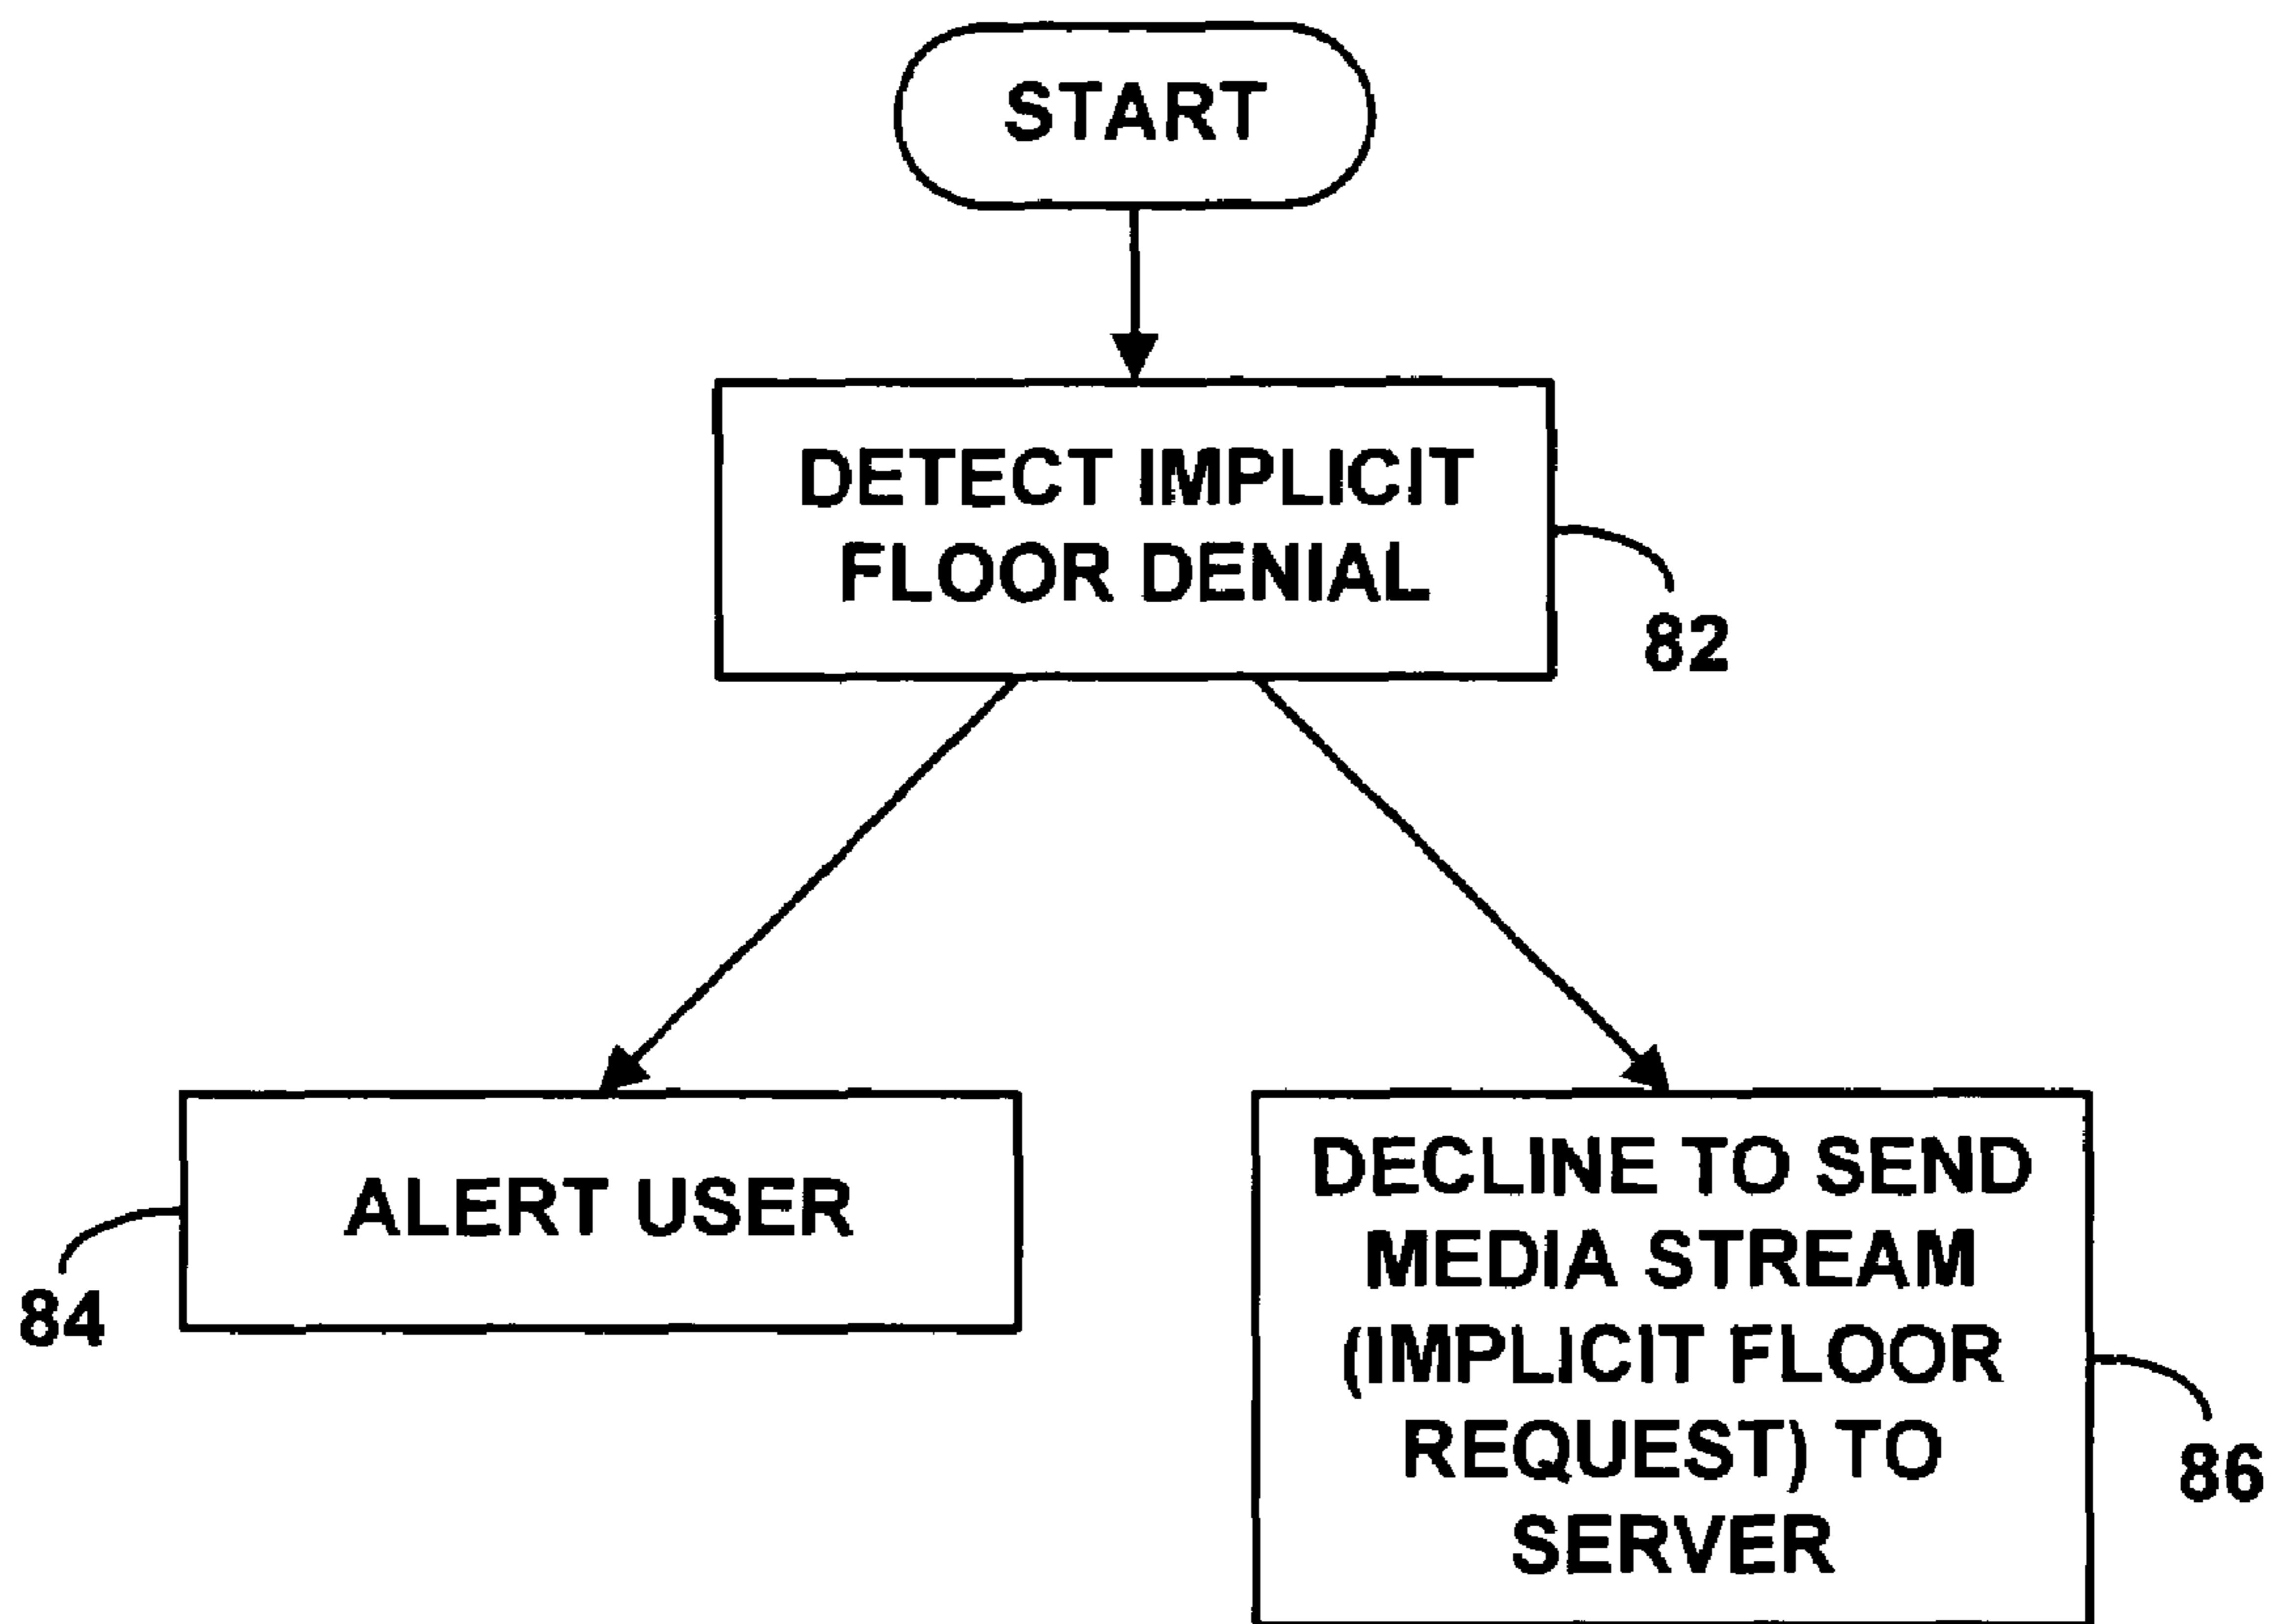 START
DETECT IMPLICIT
FLOOR DENIAL
82
ALERT USER
84
DECLINE TO SEND
MEDIA STREAM
(IMPLICIT FLOOR
REQUEST) TO
SERVER
86